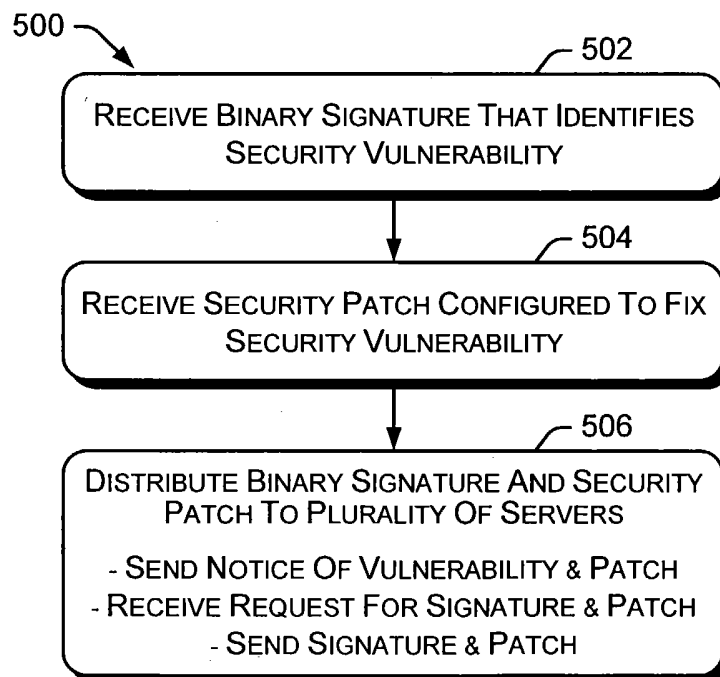 500
502
RECEIVE BINARY SIGNATURE THAT IDENTIFIES
SECURITY VULNERABILITY
504
RECEIVE SECURITY PATCH CONFIGURED TO FIX
SECURITY VULNERABILITY
506
DISTRIBUTE BINARY SIGNATURE AND SECURITY
PATCH TO PLURALITY OF SERVERS
- SEND NOTICE OF VULNERABILITY & PATCH
- RECEIVE REQUEST FOR SIGNATURE & PATCH
- SEND SIGNATURE & PATCH